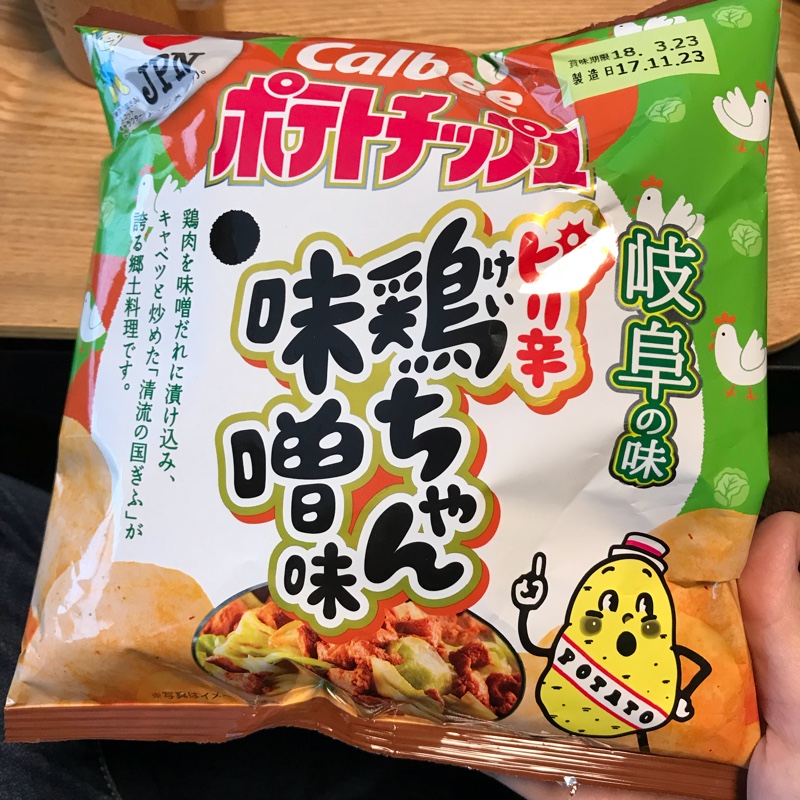 JPN
Calbee
賞味期限 18. 3.23
製造日 17.11.23
ポテトチップス
岐阜の味
ピリ辛
鶏ちゃん
けい
味噌味
鶏肉を味噌だれに漬け込み、
キャベツと炒めた「清流の国ぎふ」が
誇る郷土料理です。
POTATO